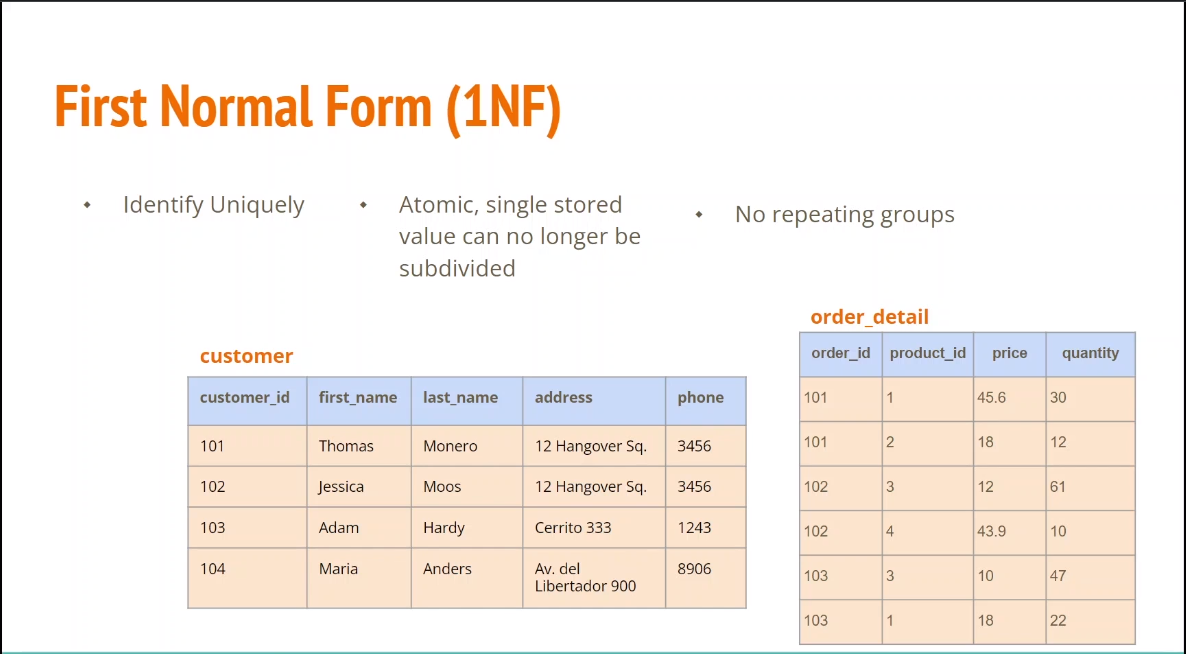 First Normal Form (1NF)
Identify Uniquely
Atomic, single stored
value can no longer be
subdivided
No repeating groups
customer
customer_id first_name last_name address phone
101 Thomas Monero 12 Hangover Sq. 3456
102 Jessica Moos 12 Hangover Sq. 3456
103 Adam Hardy Cerrito 333 1243
104 Maria Anders Av. del 8906
Libertador 900
order_detail
order_id product_id price quantity
101 1 45.6 30
101 2 18 12
102 3 12 61
102 4 43.9 10
103 3 10 47
103 1 18 22